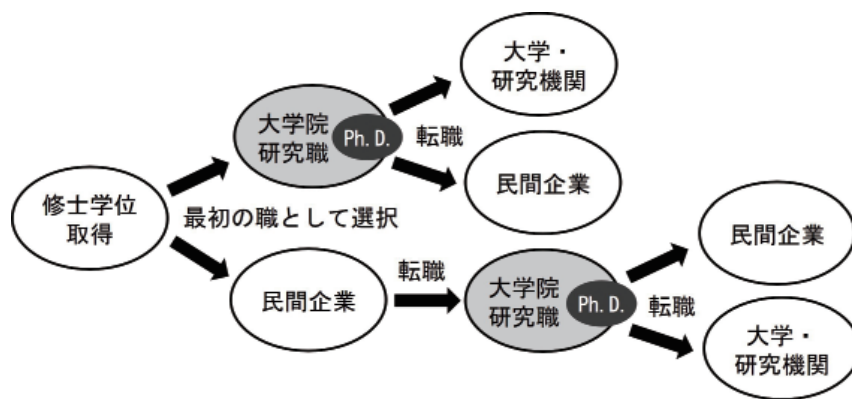 大学・
研究機関
大学院
研究職
Ph. D.
転職
民間企業
修士学位
取得
最初の職として選択
民間企業
転職
大学院
研究職
Ph. D.
転職
民間企業
大学・
研究機関